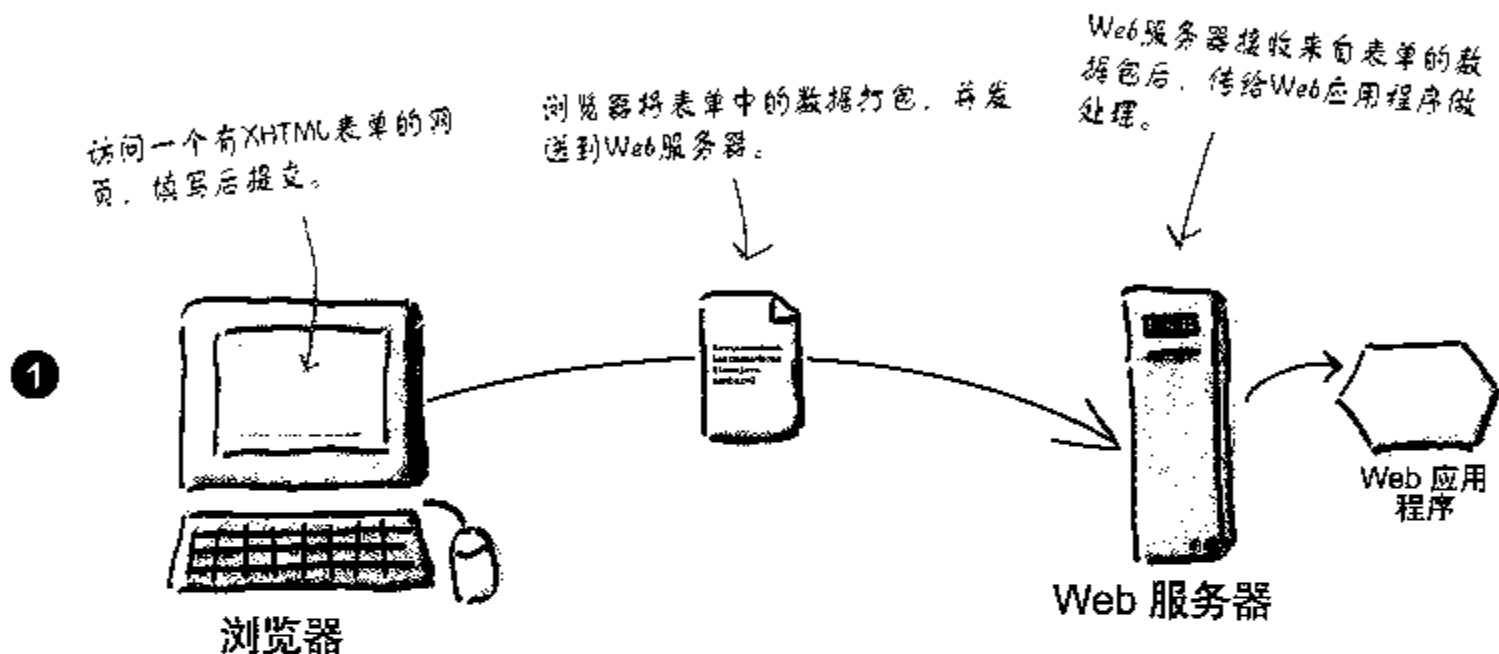 Web服务器接收来自表单的数
据包后，传给Web应用程序做
处理。
浏览器将表单中的数据打包，并发
送到Web服务器。
访问一个有XHTML表单的网
页，填写后提交。
1
Web 应用
程序
Web 服务器
浏览器